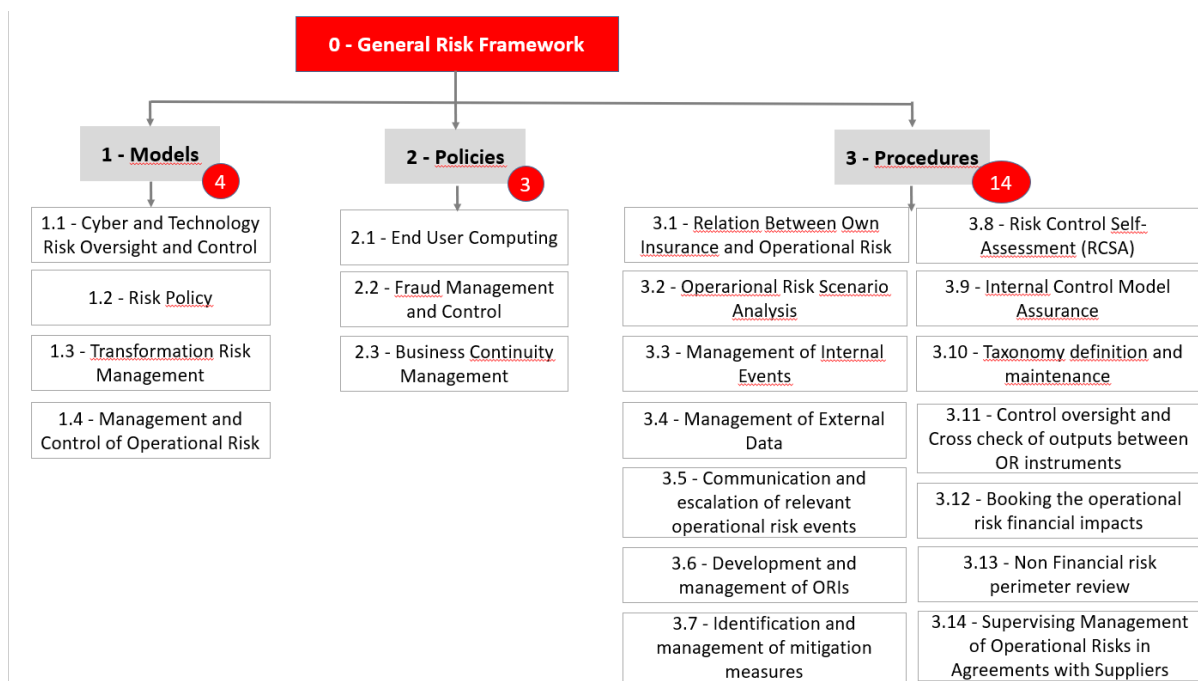 0 - General Risk Framework
1 - Models
4
2 - Policies
3
3 - Procedures
14
1.1 - Cyber and Technology
Risk Oversight and Control
1.2 - Risk Policy
1.3 - Transformation Risk
Management
1.4 - Management and
Control of Operational Risk
2.1 - End User Computing
2.2 - Fraud Management
and Control
2.3 - Business Continuity
Management
3.1 - Relation Between Own
Insurance and Operational Risk
3.2 - Operarional Risk Scenario
Analysis
3.3 - Management of Internal
Events
3.4 - Management of External
Data
3.5 - Communication and
escalation of relevant
operational risk events
3.6 - Development and
management of ORIs
3.7 - Identification and
management of mitigation
measures
3.8 - Risk Control Self-
Assessment (RCSA)
3.9 - Internal Control Model
Assurance
3.10 - Taxonomy definition and
maintenance
3.11 - Control oversight and
Cross check of outputs between
OR instruments
3.12 - Booking the operational
risk financial impacts
3.13 - Non Financial risk
perimeter review
3.14 - Supervising Management
of Operational Risks in
Agreements with Suppliers